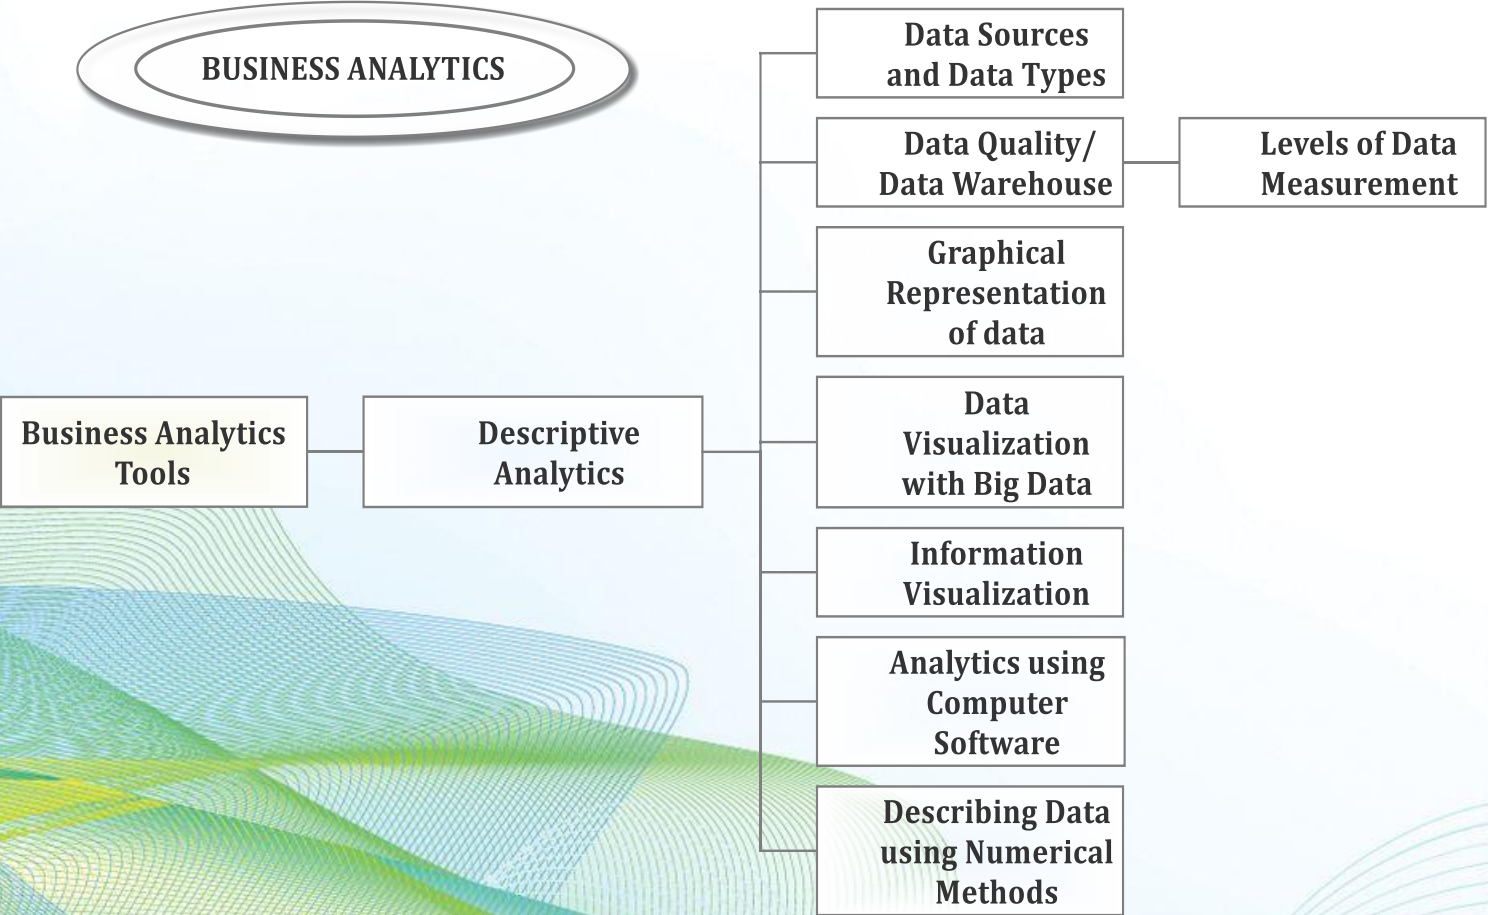 BUSINESS ANALYTICS
Data Sources
and Data Types
Data Quality/
Data Warehouse
Levels of Data
Measurement
Graphical
Representation
of data
Business Analytics
Tools
Descriptive
Analytics
Data
Visualization
with Big Data
Information
Visualization
Analytics using
Computer
Software
Describing Data
using Numerical
Methods